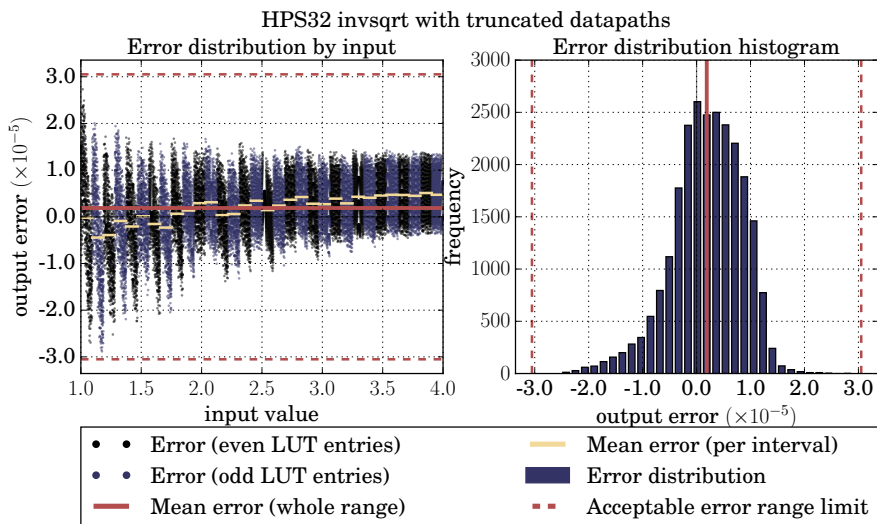 HPS32 invsqrt with truncated datapaths
Error distribution by input
Error distribution histogram
output error (×10⁻⁵)
3.0
2.0
1.0
0.0
-1.0
-2.0
-3.0
1.0 1.5 2.0 2.5 3.0 3.5 4.0
input value
frequency
3000
2500
2000
1500
1000
500
0
-3.0 -2.0 -1.0 0.0 1.0 2.0 3.0
output error (×10⁻⁵)
Error (even LUT entries)
Error (odd LUT entries)
Mean error (whole range)
Mean error (per interval)
Error distribution
Acceptable error range limit